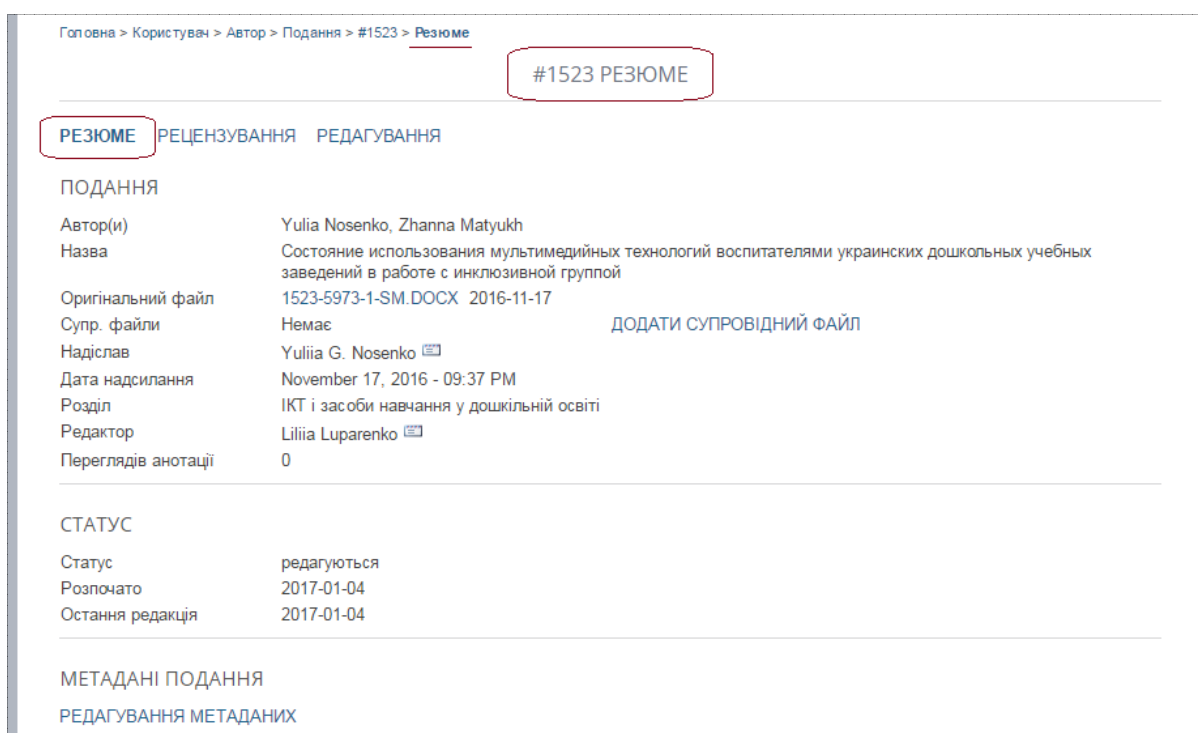 Головна > Користувач > Автор > Подання > #1523 > Резюме
#1523 РЕЗЮМЕ
РЕЗЮМЕ РЕЦЕНЗУВАННЯ РЕДАГУВАННЯ
ПОДАННЯ
Автор(и) Yulia Nosenko, Zhanna Matyukh
Назва Состояние использования мультимедийных технологий воспитателями украинских дошкольных учебных
заведений в работе с инклюзивной группой
Оригінальний файл 1523-5973-1-SM.DOCX 2016-11-17
Супр. файли Немає ДОДАТИ СУПРОВІДНИЙ ФАЙЛ
Надіслав Yuliia G. Nosenko
Дата надсилання November 17, 2016 - 09:37 PM
Розділ ІКТ і засоби навчання у дошкільній освіті
Редактор Liliia Luparenko
Переглядів анотації 0
СТАТУС
Статус редагуються
Розпочато 2017-01-04
Остання редакція 2017-01-04
МЕТАДАНІ ПОДАННЯ
РЕДАГУВАННЯ МЕТАДАНИХ